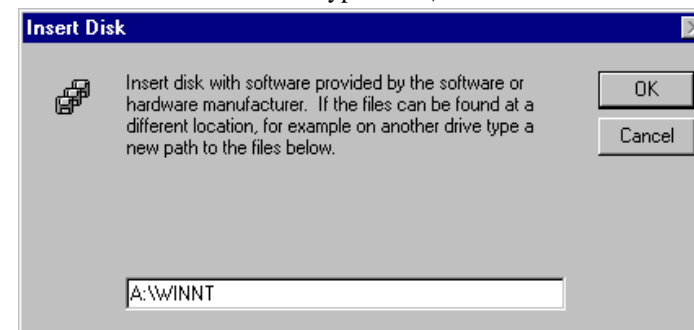 Insert Disk
Insert disk with software provided by the software or
hardware manufacturer. If the files can be found at a
different location, for example on another drive type a
new path to the files below.
OK
Cancel
A:\WINNT